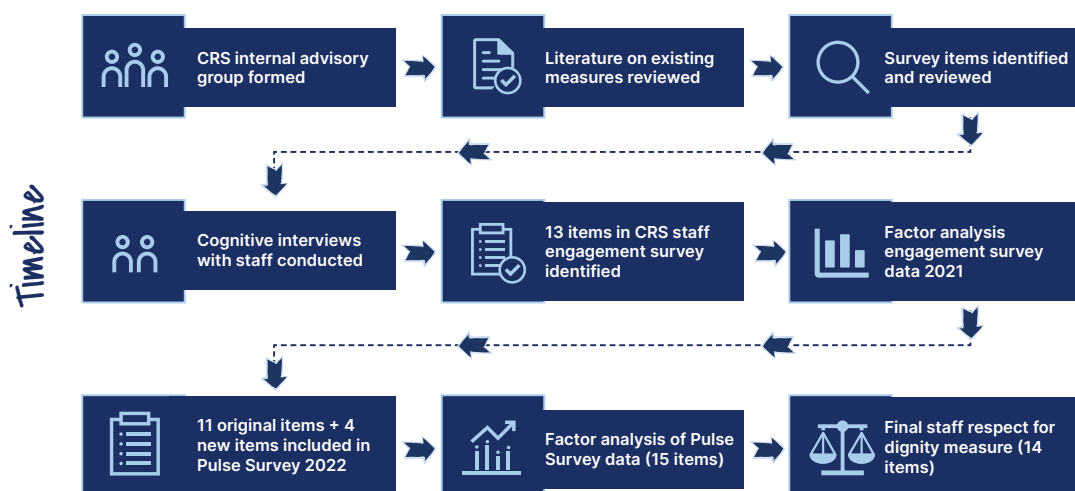 Timeline
CRS internal advisory
group formed
Literature on existing
measures reviewed
Survey items identified
and reviewed
Cognitive interviews
with staff conducted
13 items in CRS staff
engagement survey
identified
Factor analysis
engagement survey
data 2021
11 original items + 4
new items included in
Pulse Survey 2022
Factor analysis of Pulse
Survey data (15 items)
Final staff respect for
dignity measure (14
items)